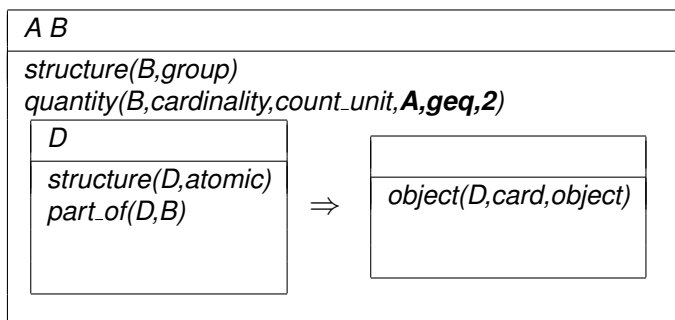 A B
structure(B,group)
quantity(B,cardinality,count_unit,A,geq,2)
D
structure(D,atomic)
part_of(D,B)
⇒
object(D,card,object)